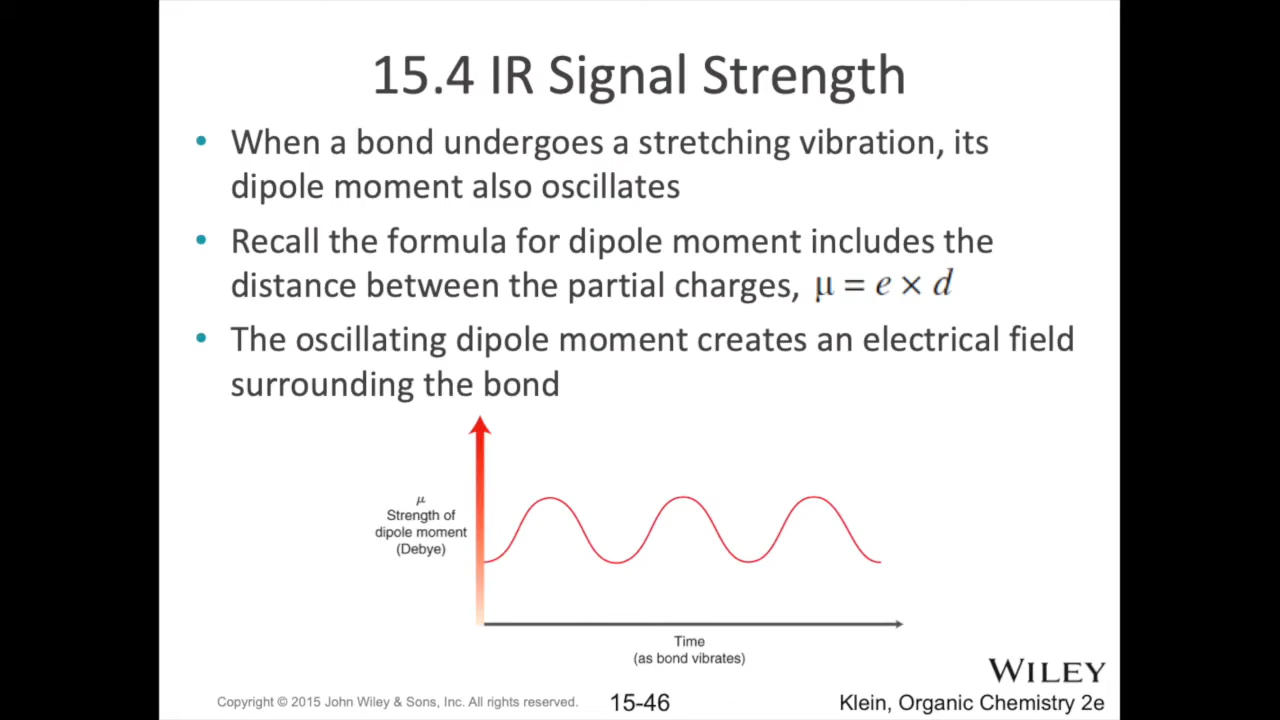 15.4 IR Signal Strength
• When a bond undergoes a stretching vibration, its
dipole moment also oscillates
• Recall the formula for dipole moment includes the
distance between the partial charges, μ = e × d
• The oscillating dipole moment creates an electrical field
surrounding the bond
μ
Strength of
dipole moment
(Debye)
Time
(as bond vibrates)
WILEY
Copyright © 2015 John Wiley & Sons, Inc. All rights reserved.
15-46
Klein, Organic Chemistry 2e